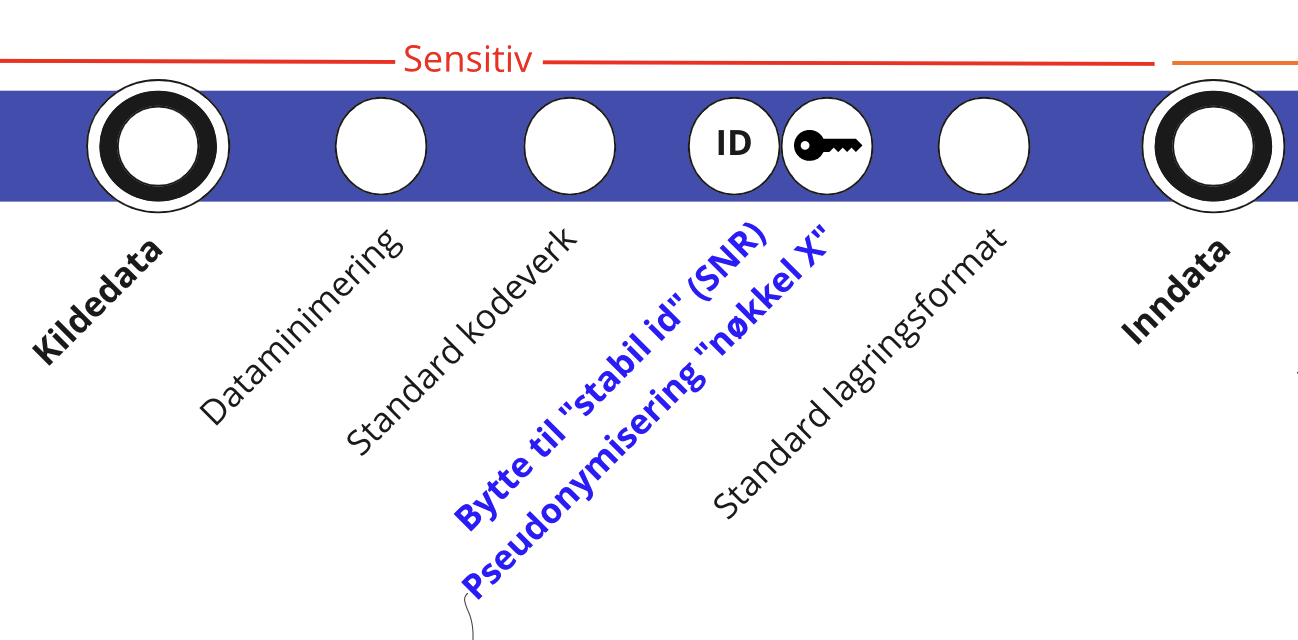 Sensitiv
ID
Kildedata
Dataminimering
Standard kodeverk
Bytte til "stabil id" (SNR)
Pseudonymisering "nøkkel X"
Standard lagringsformat
Inndata